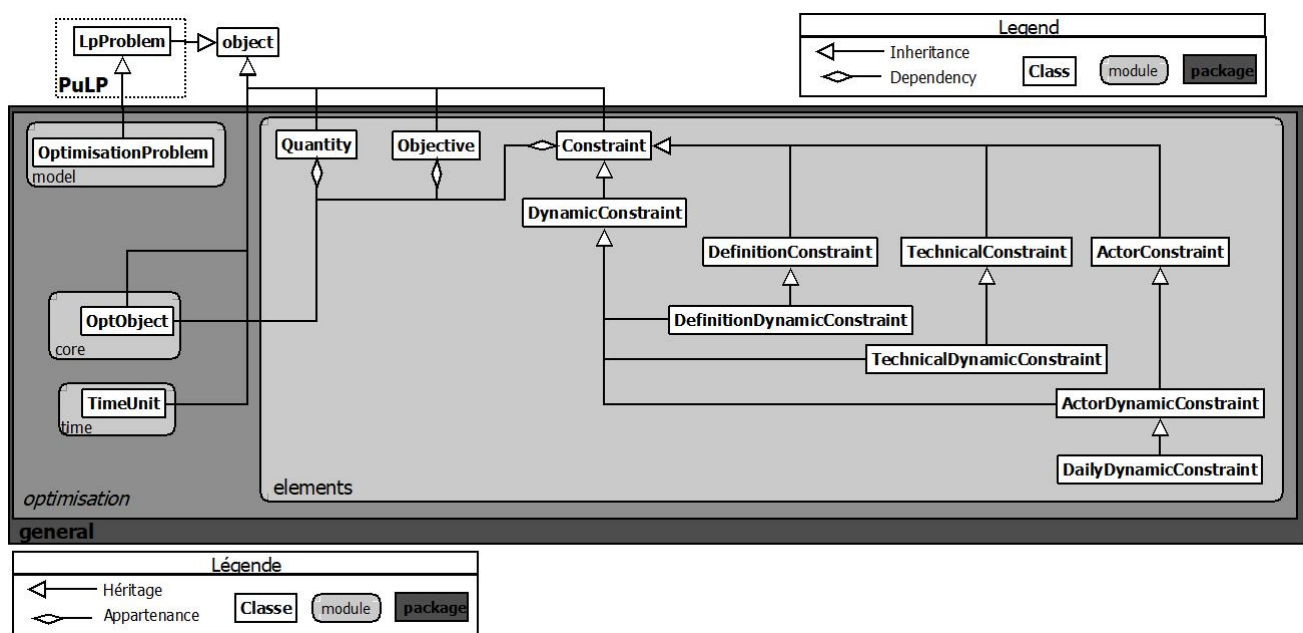 LpProblem
object
PuLP
Legend
Inheritance
Dependency
Class
module
package
OptimisationProblem
model
Quantity
Objective
Constraint
DynamicConstraint
DefinitionConstraint
TechnicalConstraint
ActorConstraint
OptObject
core
DefinitionDynamicConstraint
TechnicalDynamicConstraint
TimeUnit
time
ActorDynamicConstraint
DailyDynamicConstraint
optimisation
elements
general
Légende
Héritage
Appartenance
Classe
module
package